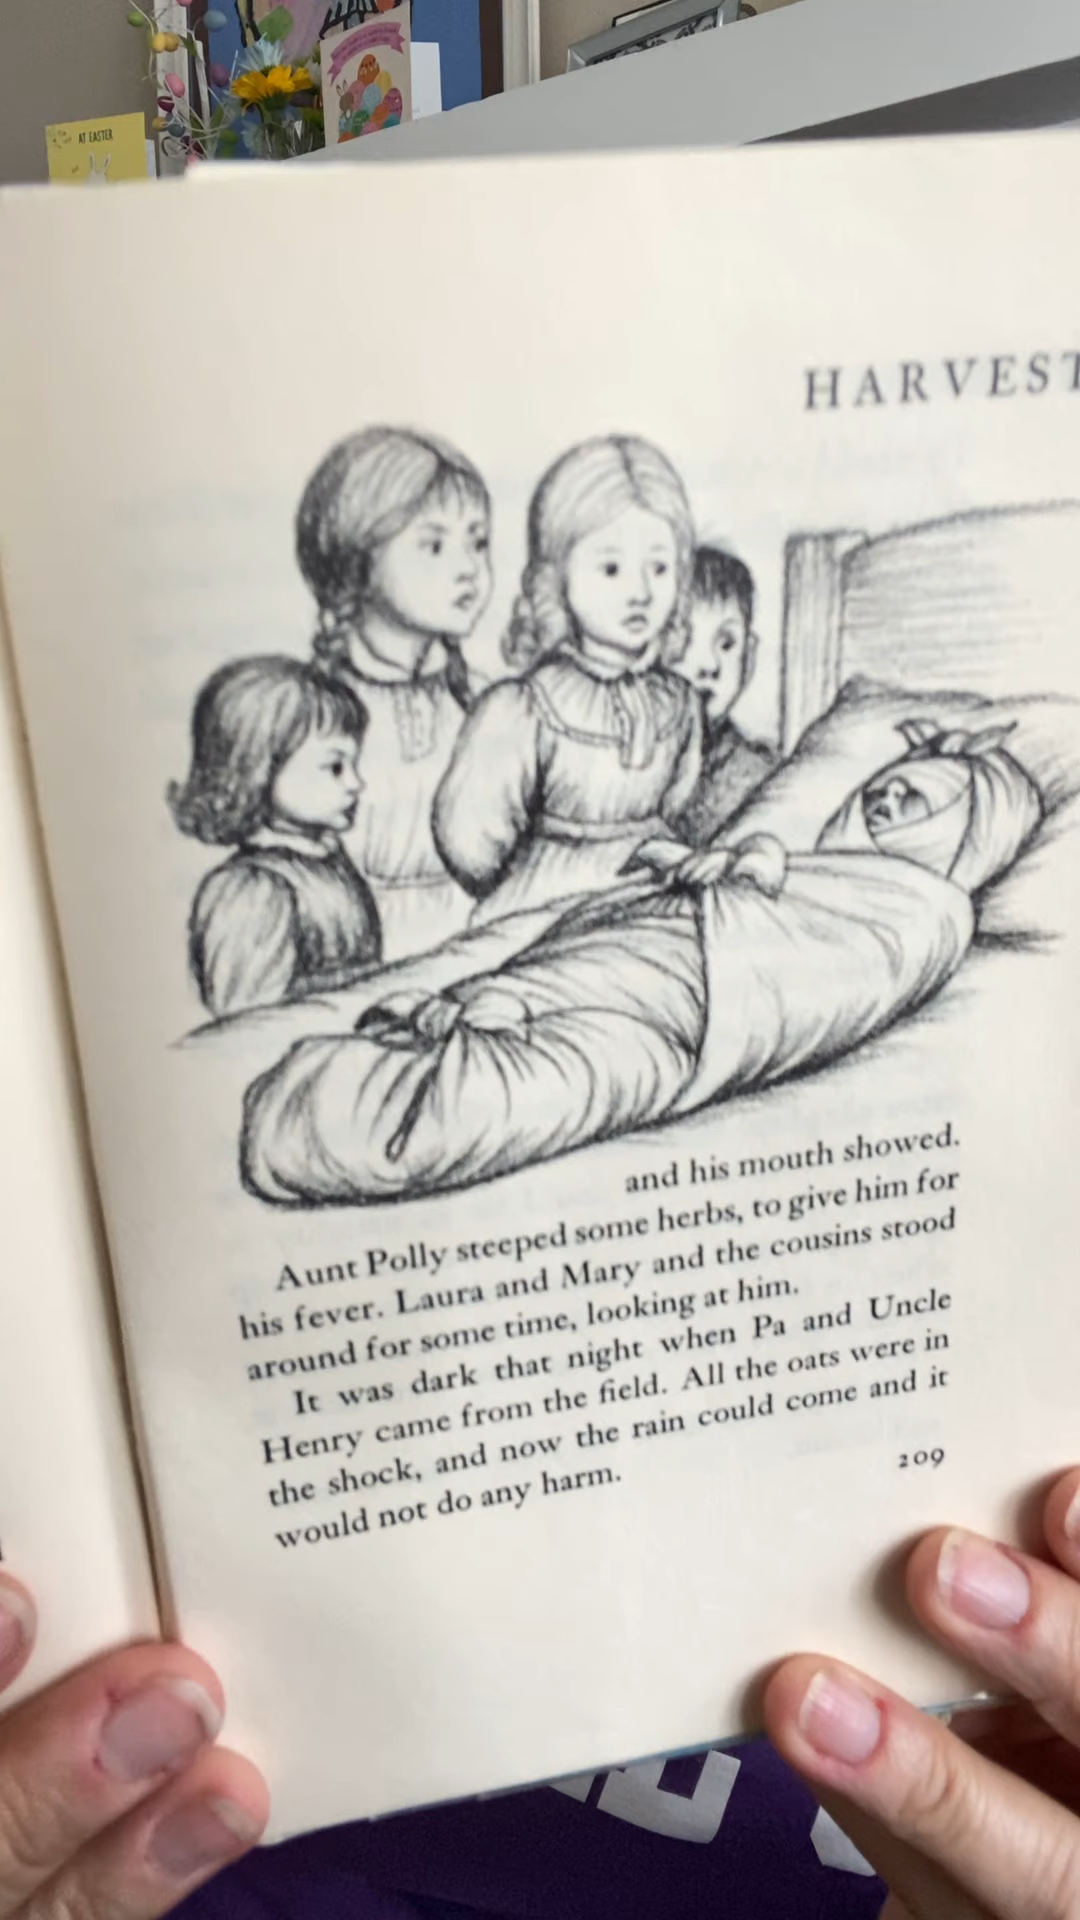 AT EASTER
HARVEST
and his mouth showed.
Aunt Polly steeped some herbs, to give him for
his fever. Laura and Mary and the cousins stood
around for some time, looking at him.
It was dark that night when Pa and Uncle
Henry came from the field. All the oats were in
the shock, and now the rain could come and it
would not do any harm.
209